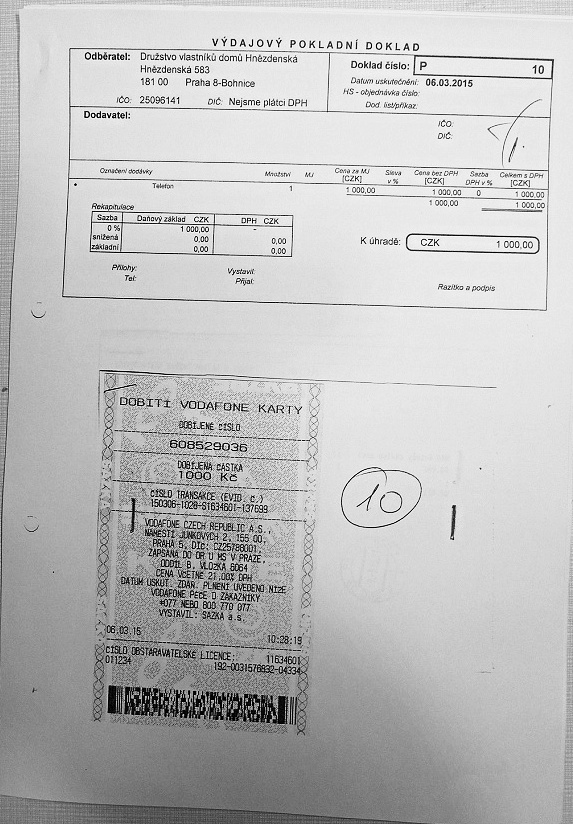 VÝDAJOVÝ POKLADNÍ DOKLAD
Odběratel: Družstvo vlastníků domů Hnězdenská
Hnězdenská 583
181 00 Praha 8-Bohnice
IČO: 25096141 DIČ: Nejsme plátci DPH
Doklad číslo: P 10
Datum uskutečnění: 06.03.2015
HS - objednávka číslo:
Dod. list/příkaz:
Dodavatel:
IČO:
DIČ:
Označení dodávky Množství MJ Cena za MJ [CZK] Sleva v % Cena bez DPH [CZK] Sazba DPH v % Celkem s DPH [CZK]
• Telefon 1 1 000,00 1 000,00 0 1 000,00
1 000,00 1 000,00
Rekapitulace
Sazba Daňový základ CZK DPH CZK
0 % 1 000,00 -
snížená 0,00 0,00
základní 0,00 0,00
K úhradě: CZK 1 000,00
Přílohy: Vystavil:
Tel: Přijal:
Razítko a podpis
DOBITÍ VODAFONE KARTY
DOBÍJENÉ ČÍSLO
608529036
DOBÍJENÁ ČÁSTKA
1000 Kč
ČÍSLO TRANSAKCE (EVID. č.)
150306-1028-S1634601-137699
VODAFONE CZECH REPUBLIC A.S.,
NÁMĚSTÍ JUNKOVÝCH 2, 155 00,
PRAHA 5, DIČ: CZ25788001,
ZAPSANÁ DO OR U MS V PRAZE,
ODDÍL B, VLOŽKA 6064
CENA VČETNĚ 21,00% DPH
DATUM USKUT. ZDAŇ. PLNĚNÍ UVEDENO NÍŽE
VODAFONE PÉČE O ZÁKAZNÍKY
*077 NEBO 800 770 077
VYSTAVIL: SAZKA a.s.
06.03.15 10:28:19
ČÍSLO OBSTARAVATELSKÉ LICENCE: 11634601
011234 192-0031576832-04334
10